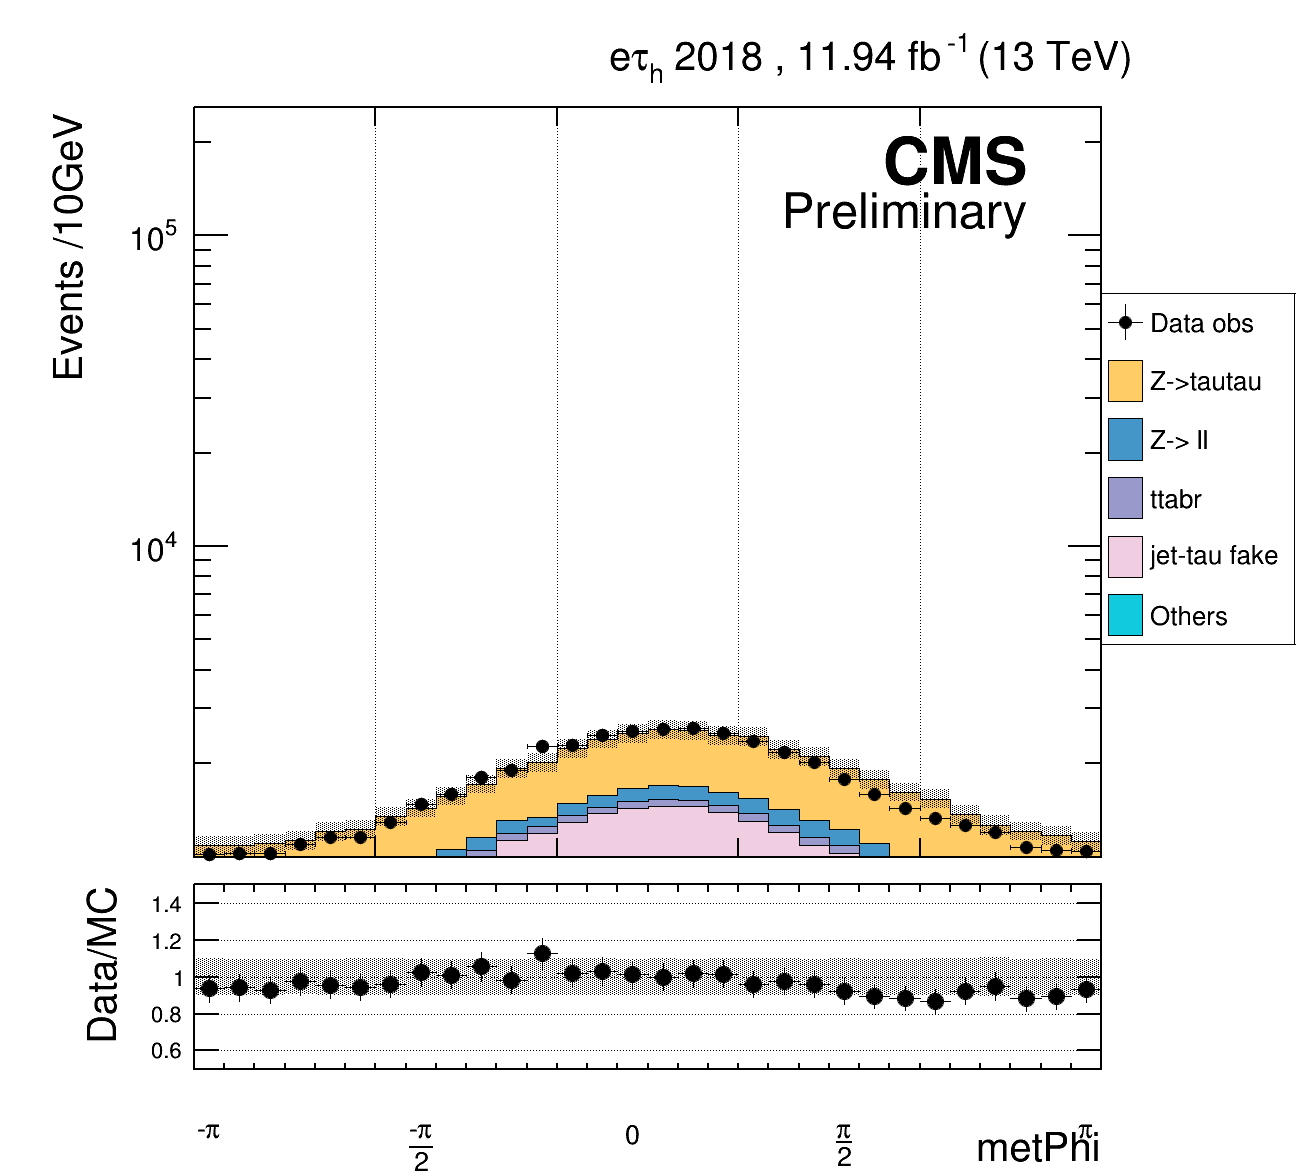 eτh 2018 , 11.94 fb-1 (13 TeV)
CMS
Preliminary
Events /10GeV
10^5
10^4
Data obs
Z->tautau
Z-> ll
ttabr
jet-tau fake
Others
Data/MC
1.4
1.2
1
0.8
0.6
-π
-π/2
0
π/2
π
metPhi